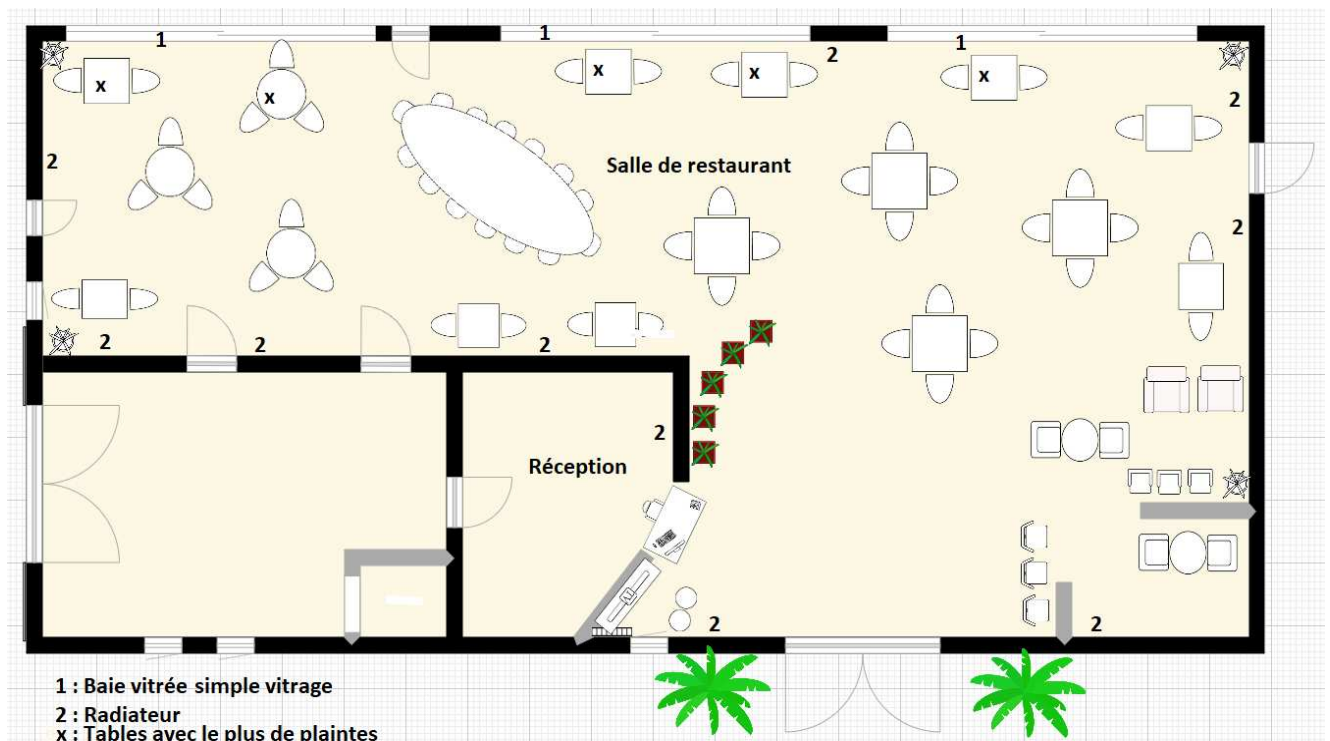 1 1 1
2
x x x x x
2
2
Salle de restaurant
2
2 2 2
2
Réception
2 2
1 : Baie vitrée simple vitrage
2 : Radiateur
x : Tables avec le plus de plaintes